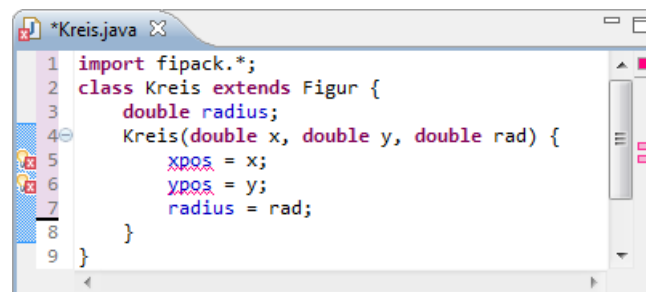 *Kreis.java
1 import fipack.*;
2 class Kreis extends Figur {
3     double radius;
4     Kreis(double x, double y, double rad) {
5         xpos = x;
6         ypos = y;
7         radius = rad;
8     }
9 }